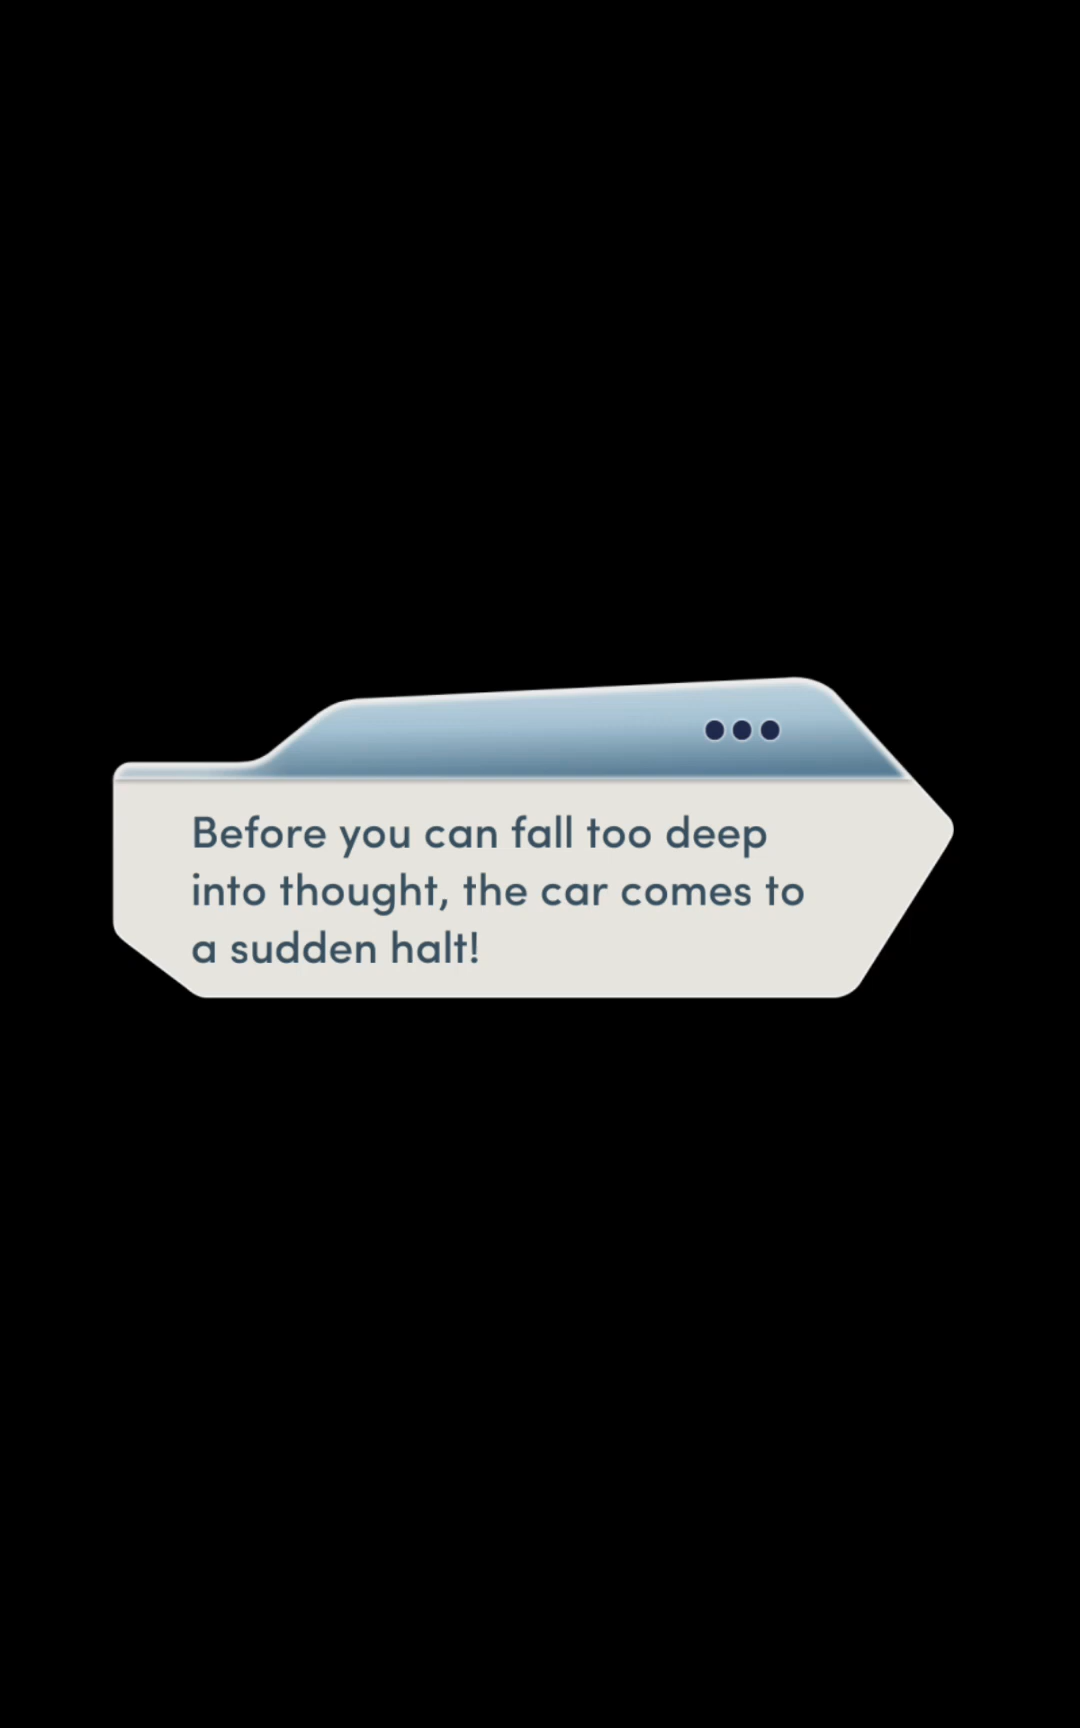 Before you can fall too deep
into thought, the car comes to
a sudden halt!